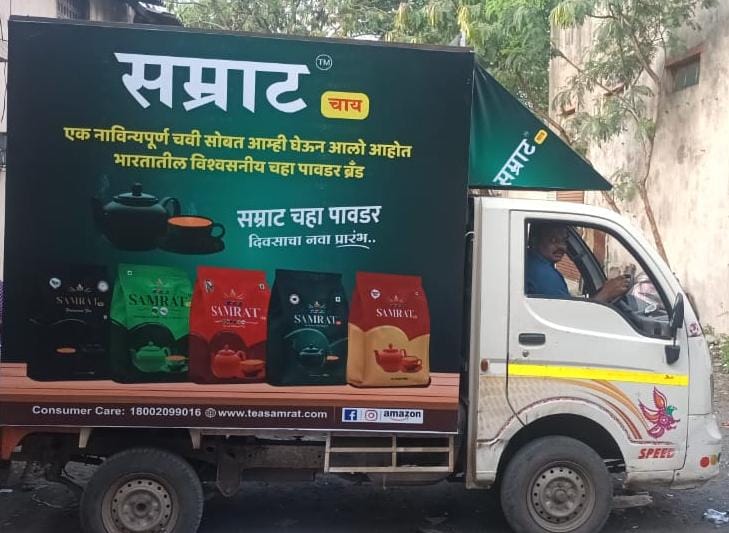 सम्राट TM
चाय
एक नाविन्यपूर्ण चवी सोबत आम्ही घेऊन आलो आहोत
भारतातील विश्वसनीय चहा पावडर ब्रँड
सम्राट चहा पावडर
दिवसाचा नवा प्रारंभ..
SAMRAT
SAMRAT
SAMRAT
SAMRAT
SAMRAT
Consumer Care: 18002099016 www.teasamrat.com amazon
सम्राट
चाय
SPEED